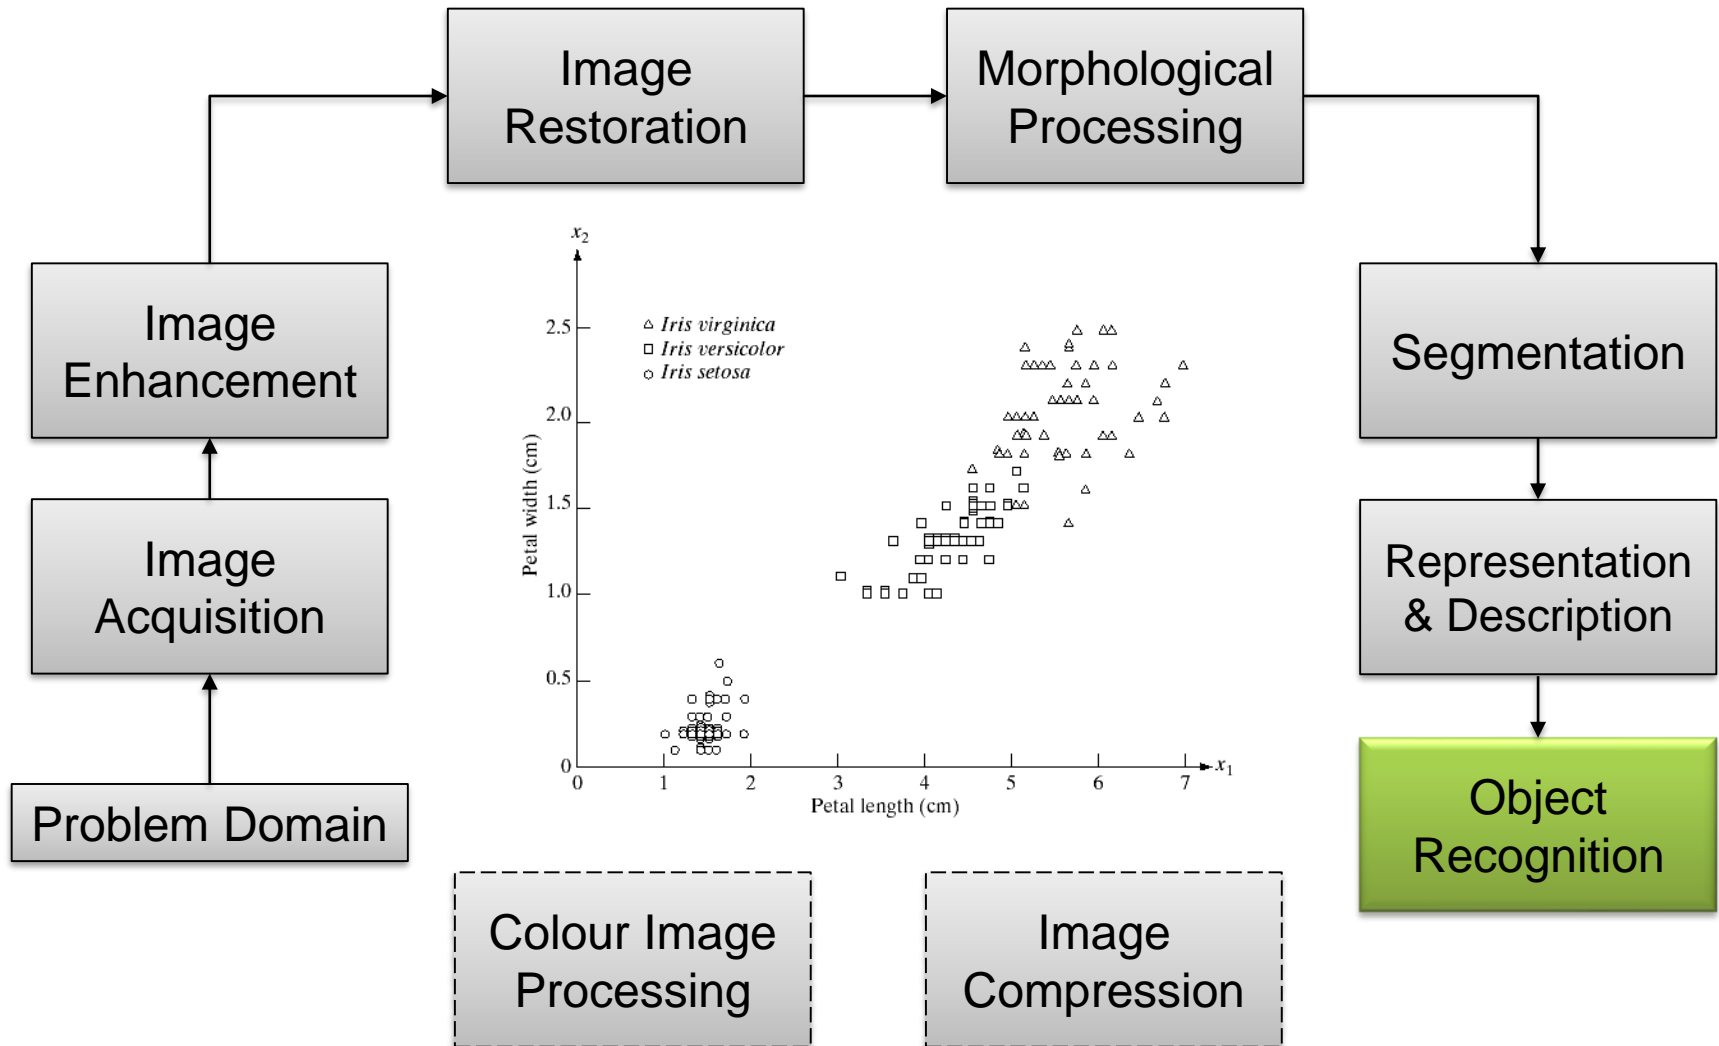 Image
Restoration
Morphological
Processing
Image
Enhancement
Segmentation
Image
Acquisition
Representation
& Description
Problem Domain
Object
Recognition
Colour Image
Processing
Image
Compression
x₂
Iris virginica
Iris versicolor
Iris setosa
Petal width (cm)
2.5
2.0
1.5
1.0
0.5
0
0 1 2 3 4 5 6 7
x₁
Petal length (cm)